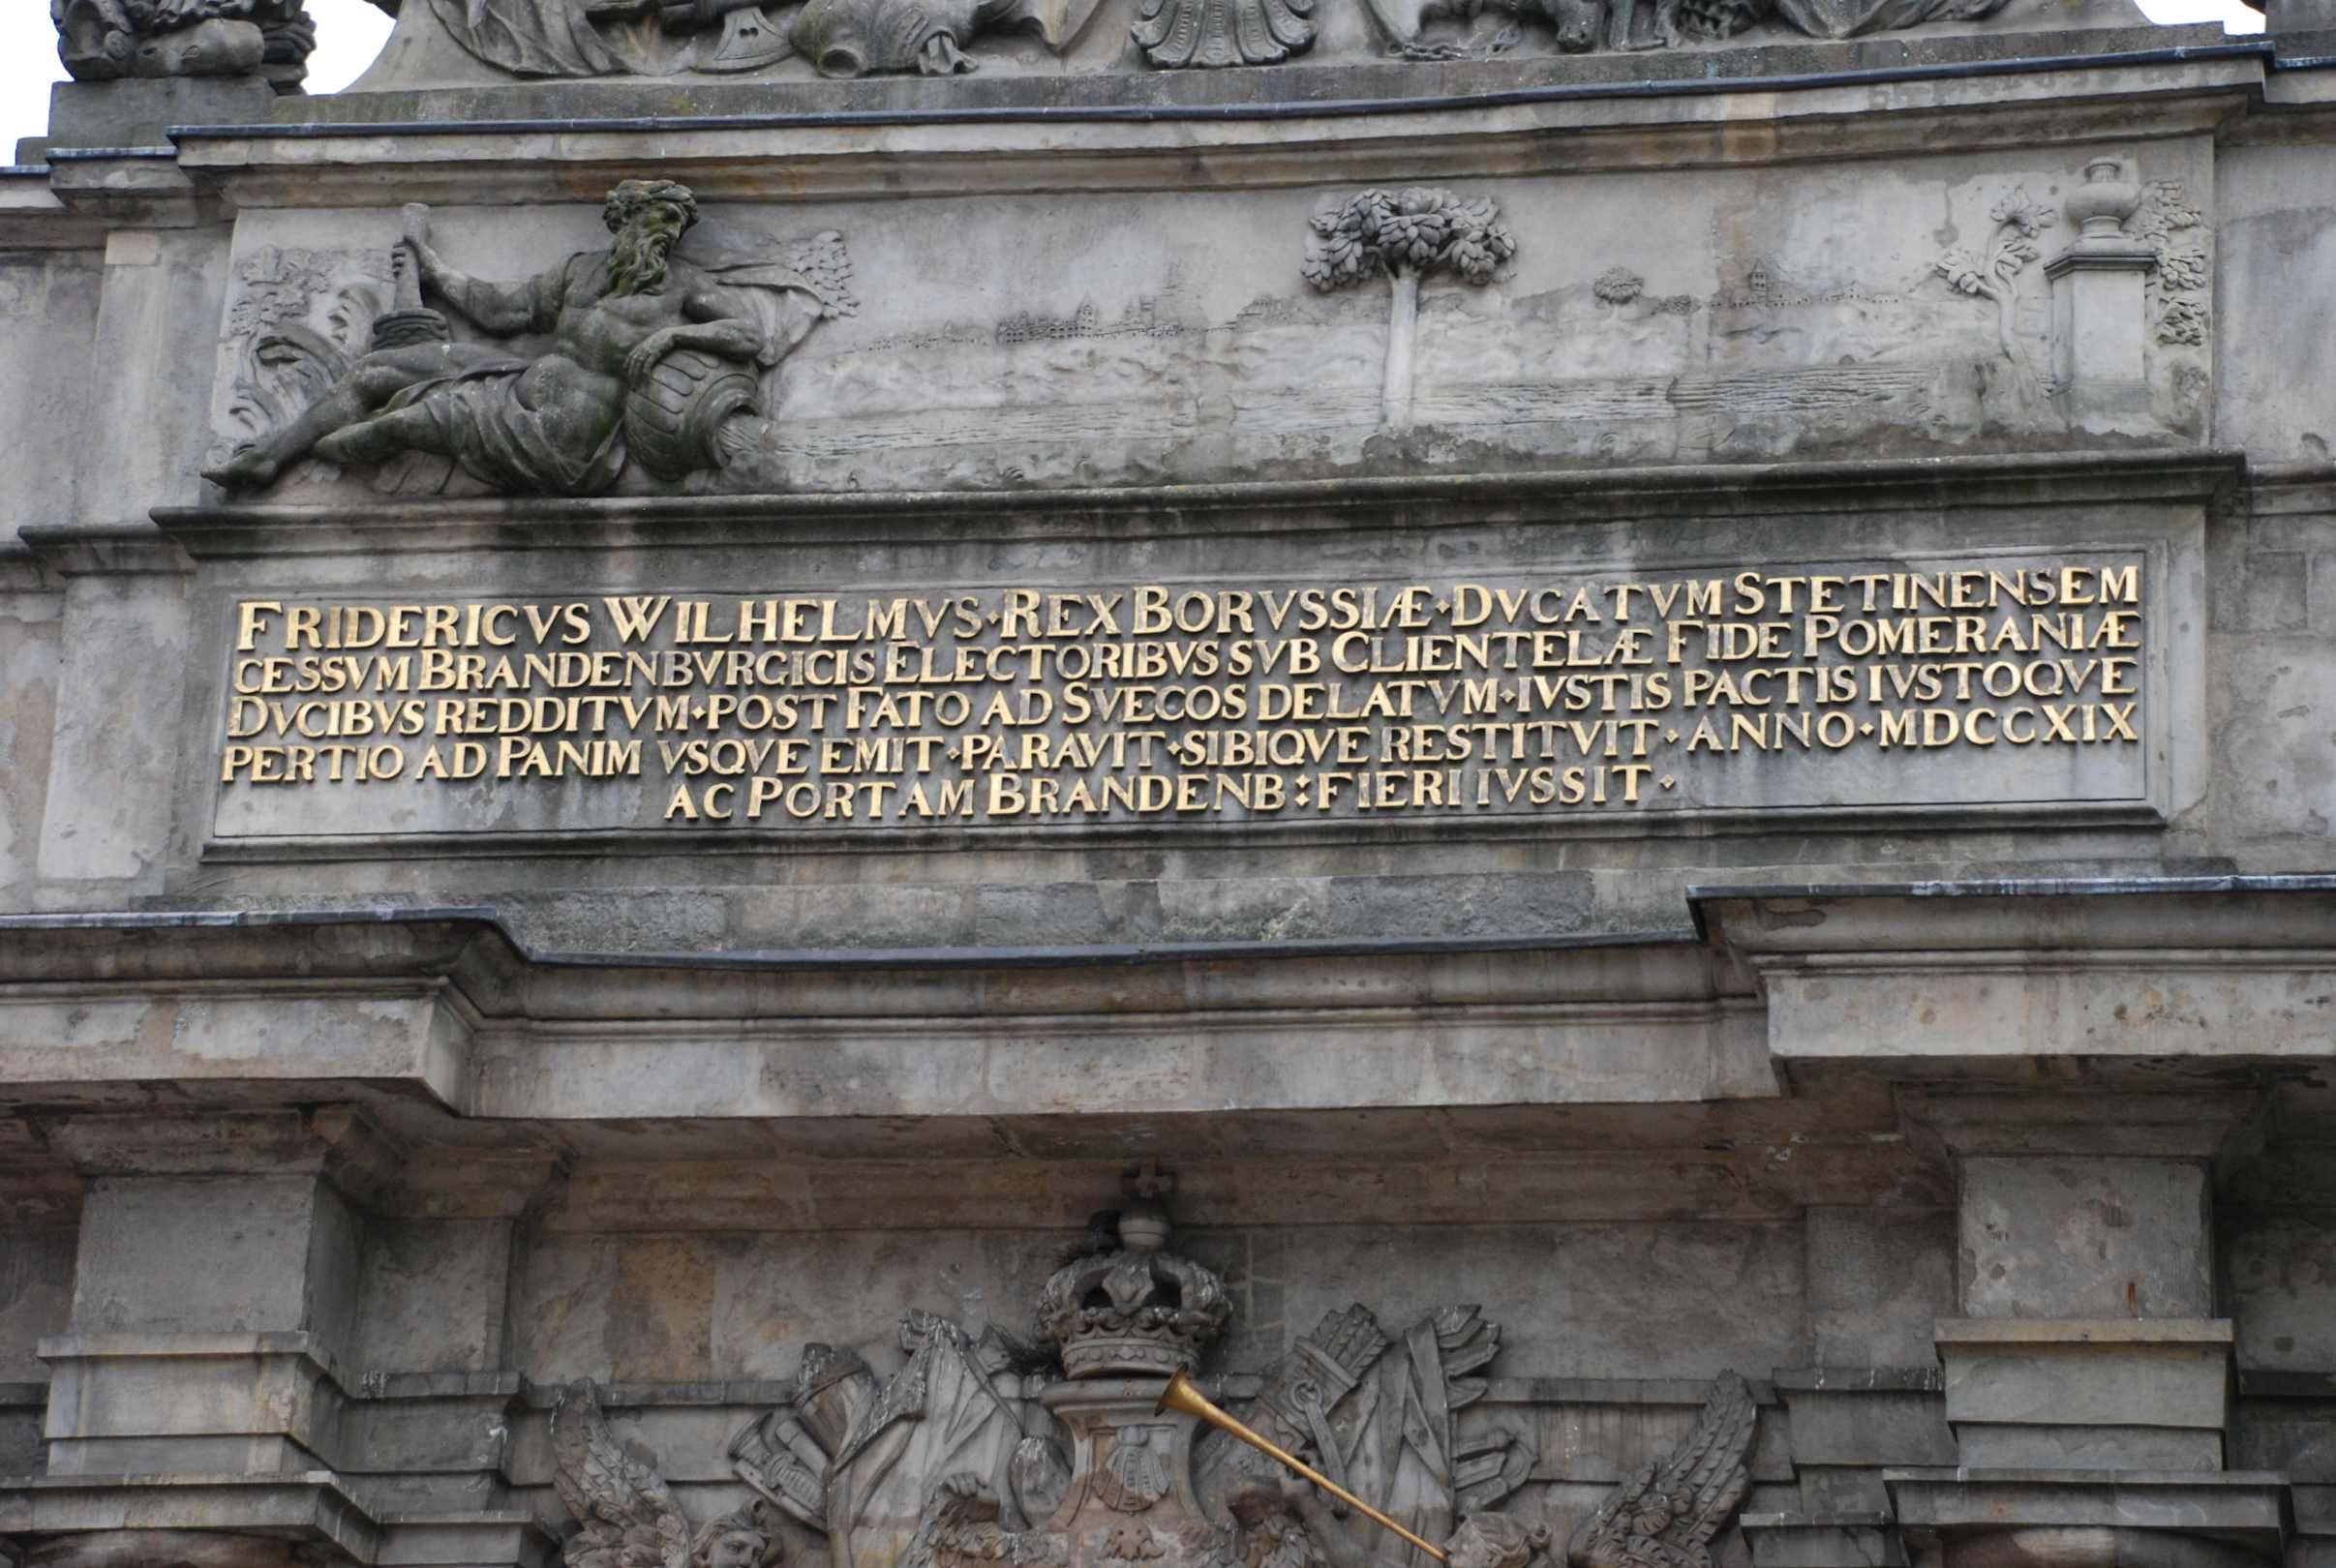 FRIDERICVS WILHELMVS·REX BORVSSIÆ·DVCATVM STETINENSEM
CESSVM BRANDENBVRGICIS ELECTORIBVS SVB CLIENTELÆ FIDE POMERANIÆ
DVCIBVS REDDITVM·POST FATO AD SVECOS DELATVM·IVSTIS PACTIS IVSTOQVE
PERTIO AD PANIM VSQVE EMIT·PARAVIT·SIBIQVE RESTITVIT·ANNO·MDCCXIX
AC PORTAM BRANDENB:FIERI IVSSIT·